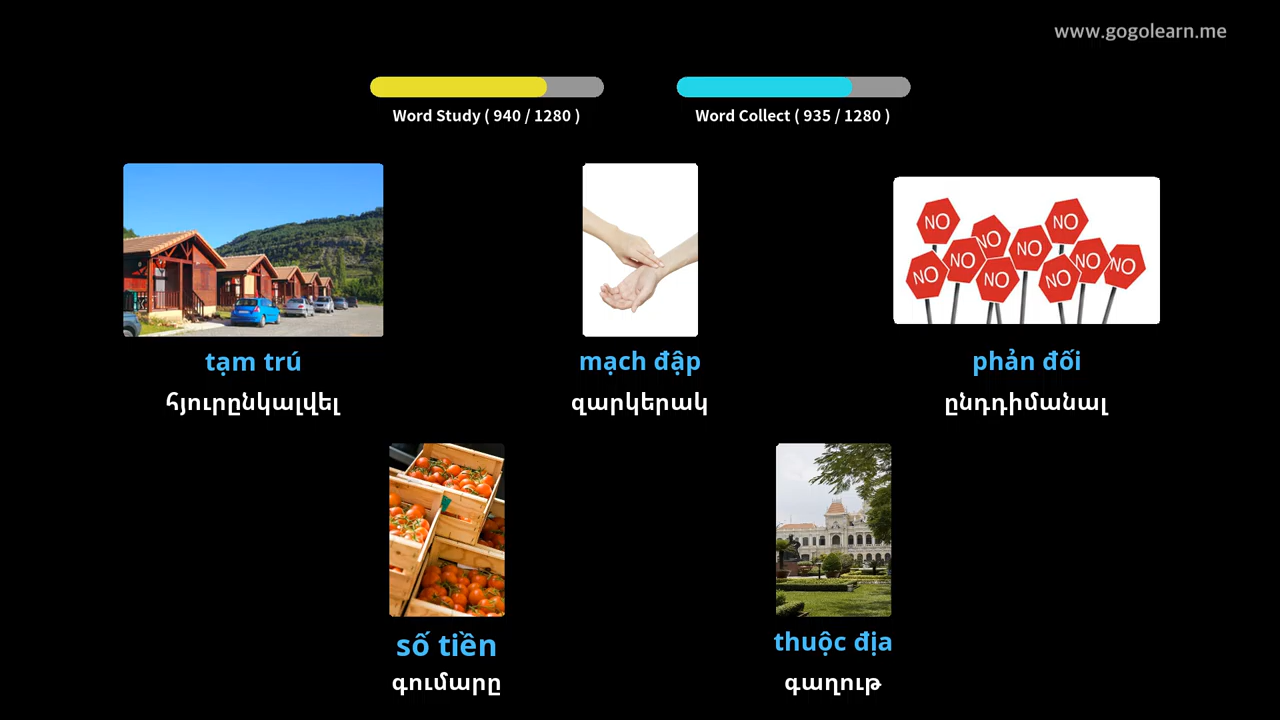 www.gogolearn.me
Word Study ( 940 / 1280 )
Word Collect ( 935 / 1280 )
NO
NO
NO
NO
NO
NO
NO
NO
NO
NO
tạm trú
mạch đập
phản đối
հյուրընկալվել
զարկերակ
ընդդիմանալ
số tiền
thuộc địa
գումարը
գաղութ